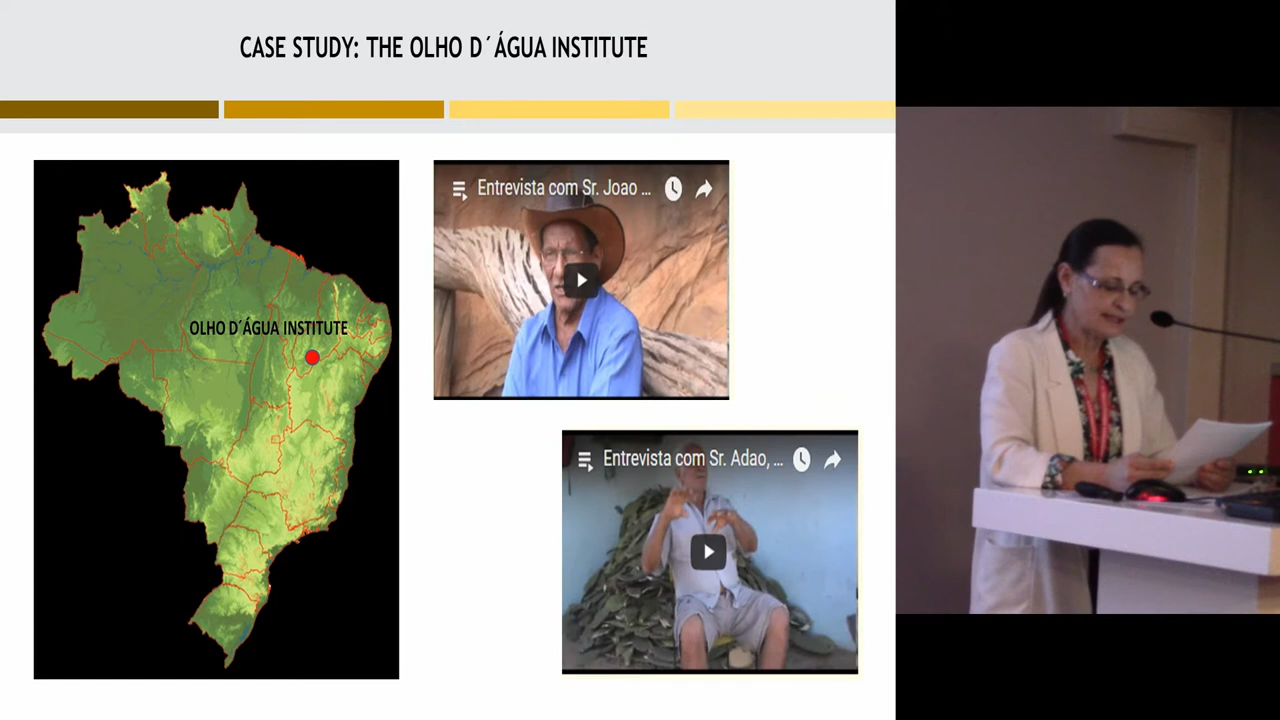 CASE STUDY: THE OLHO D´ÁGUA INSTITUTE
OLHO D´ÁGUA INSTITUTE
Entrevista com Sr. Joao ...
Entrevista com Sr. Adao, ...